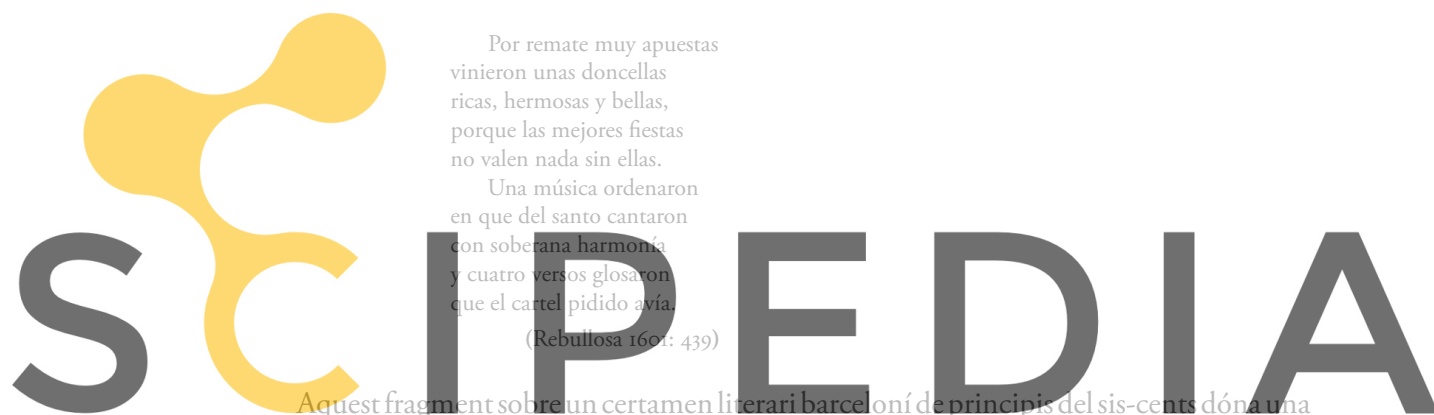 Por remate muy apuestas
vinieron unas doncellas
ricas, hermosas y bellas,
porque las mejores fiestas
no valen nada sin ellas.
Una música ordenaron
en que del santo cantaron
con soberana harmonía
y cuatro versos glosaron
que el cartel pidido avía.
(Rebullosa 1601: 439)
SCIPEDIA
Aquest fragment sobre un certamen literari barceloní de principis del sis-cents dóna una